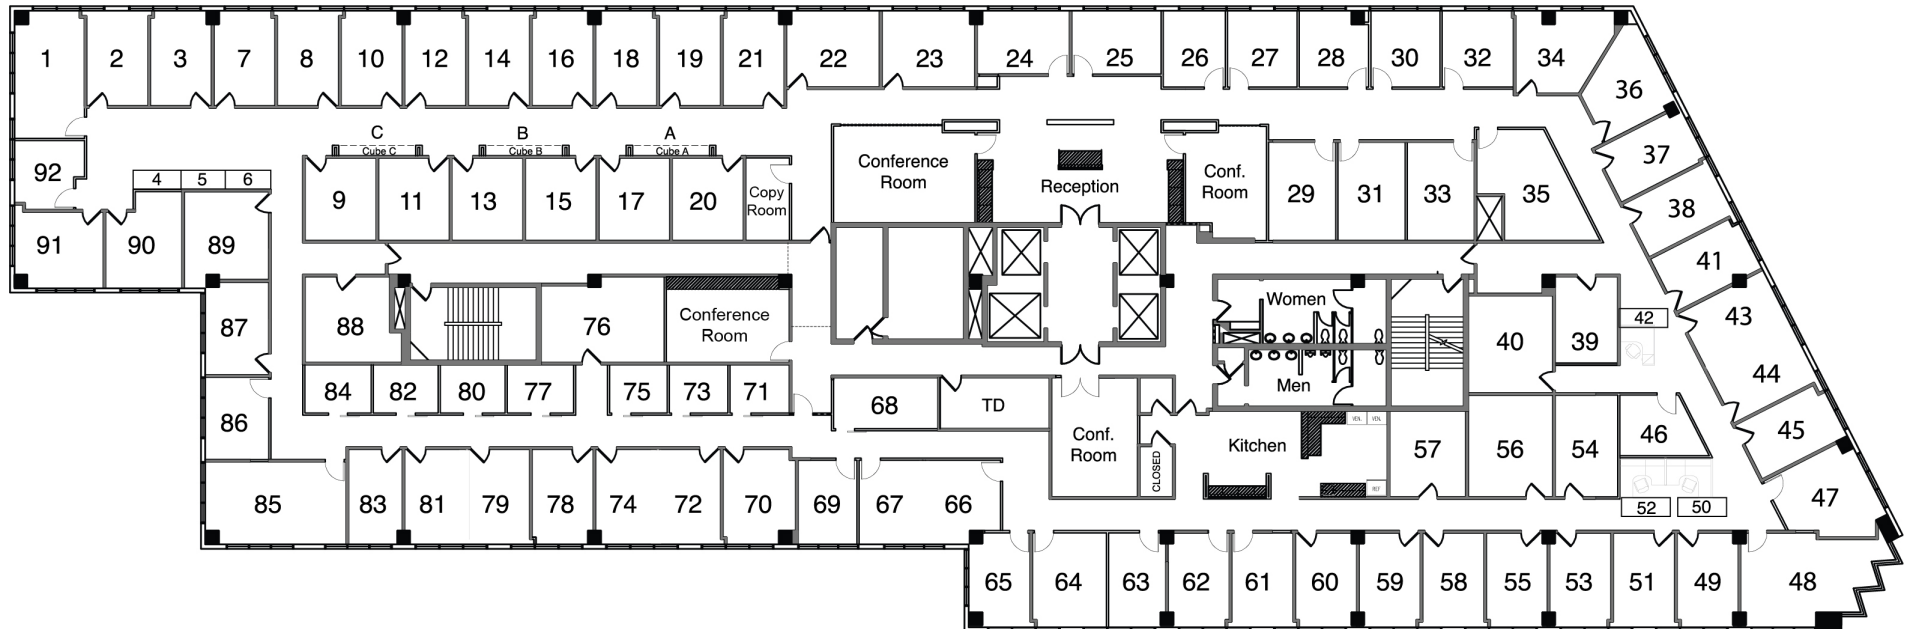 1 2 3 7 8 10 12 14 16 18 19 21 22 23 24 25 26 27 28 30 32 34
36
C B A
Cube C Cube B Cube A
Conference
Room
Reception
Conf.
Room
37
92
4 5 6
9 11 13 15 17 20
Copy
Room
29 31 33 35
38
91 90 89
41
Women
43
87 88 76
Conference
Room
42
40 39
44
Men
84 82 80 77 75 73 71
68 TD
86
Conf.
Room
CLOSED
Kitchen
VEN. VEN.
REF
57 56 54 46
45
47
85 83 81 79 78 74 72 70 69 67 66
52 50
65 64 63 62 61 60 59 58 55 53 51 49 48